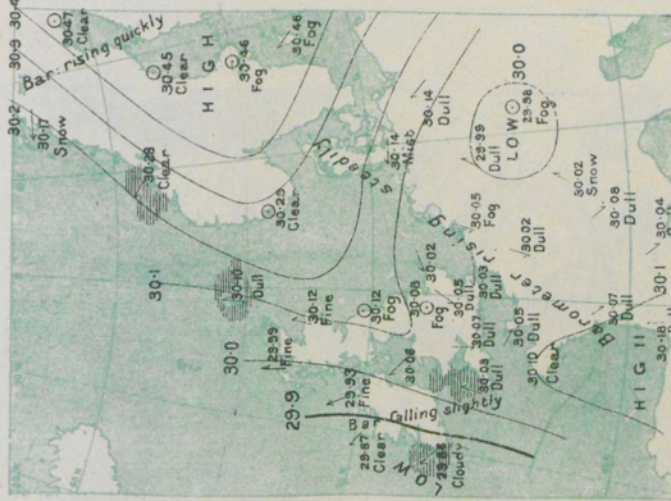 30·2
30·3
30·4
30·17
Snow
30·47
Clear
Bar: rising quickly
30·28
Clear
30·45
Clear
HIGH
30·46
Fog
30·46
Fog
30·1
30·10
Dull
30·29
Clear
30·0
29·99
Fine
30·12
Fine
30·12
Fog
30·14
Mist
30·14
Dull
steadily
29·9
29·93
Fine
30·06
30·08
Fog
30·02
30·05
Dull
30·03
Dull
30·07
Dull
30·05
Fog
29·99
Dull
LOW
29·98
Fog
30·0
29·87
Clear
Bar
falling slightly
LOW
Cloudy
Dull
30·05
Dull
30·02
Dull
30·02
Snow
rising
Barometer
30·10
Clear
30·07
Dull
30·08
Dull
30·04
30·1
HIGH